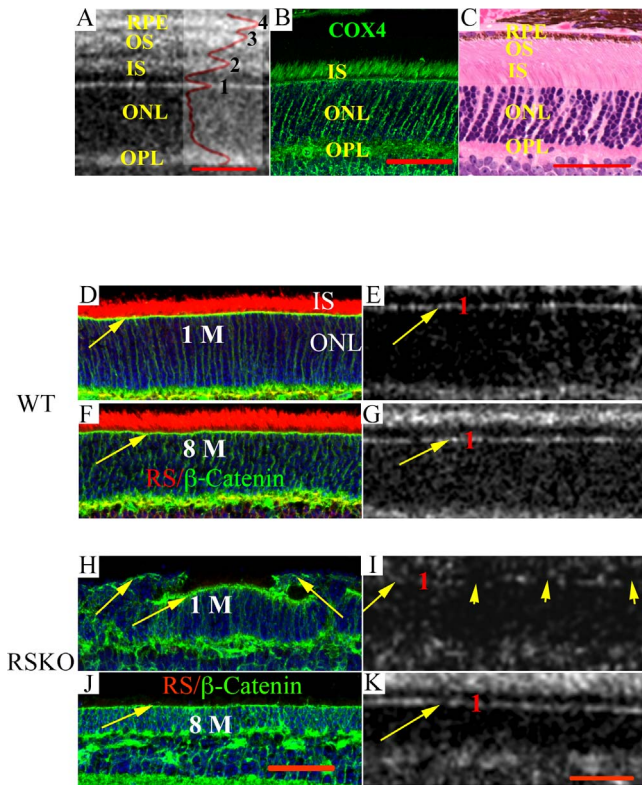 A
RPE
OS
IS
ONL
OPL
4
3
2
1
B
COX4
IS
ONL
OPL
C
RPE
OS
IS
ONL
OPL
WT
D
IS
1 M
ONL
E
1
F
8 M
RS/β-Catenin
G
1
RSKO
H
1 M
I
1
J
RS/β-Catenin
8 M
K
1